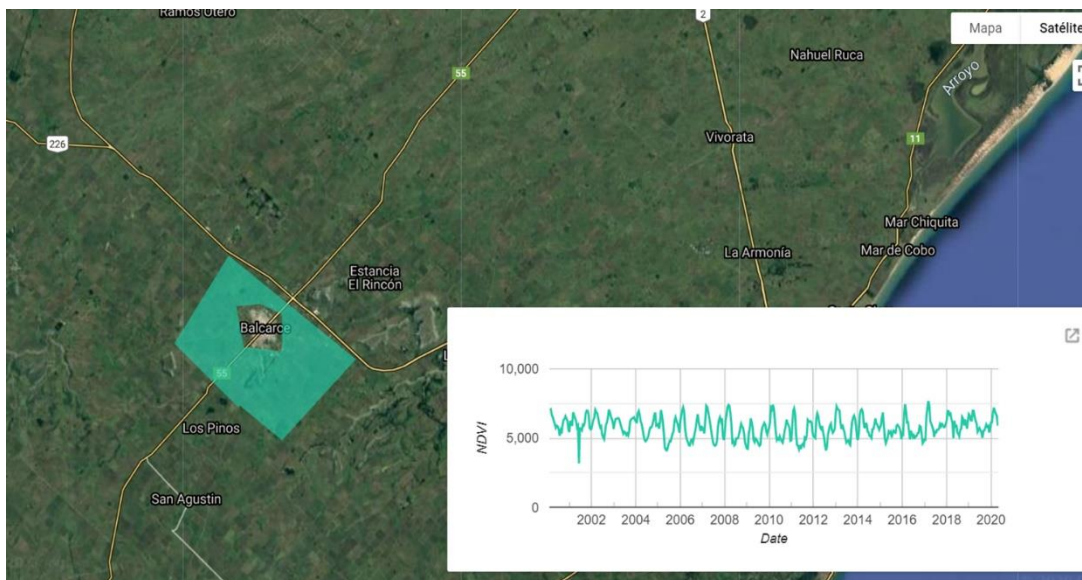 Ramos Otero
2
Mapa
Satélite
Nahuel Ruca
Arroyo
55
226
Vivorata
11
Mar Chiquita
La Armonía
Mar de Cobo
Estancia
El Rincón
Balcarce
55
Los Pinos
San Agustin
10,000
5,000
0
NDVI
2002
2004
2006
2008
2010
2012
2014
2016
2018
2020
Date